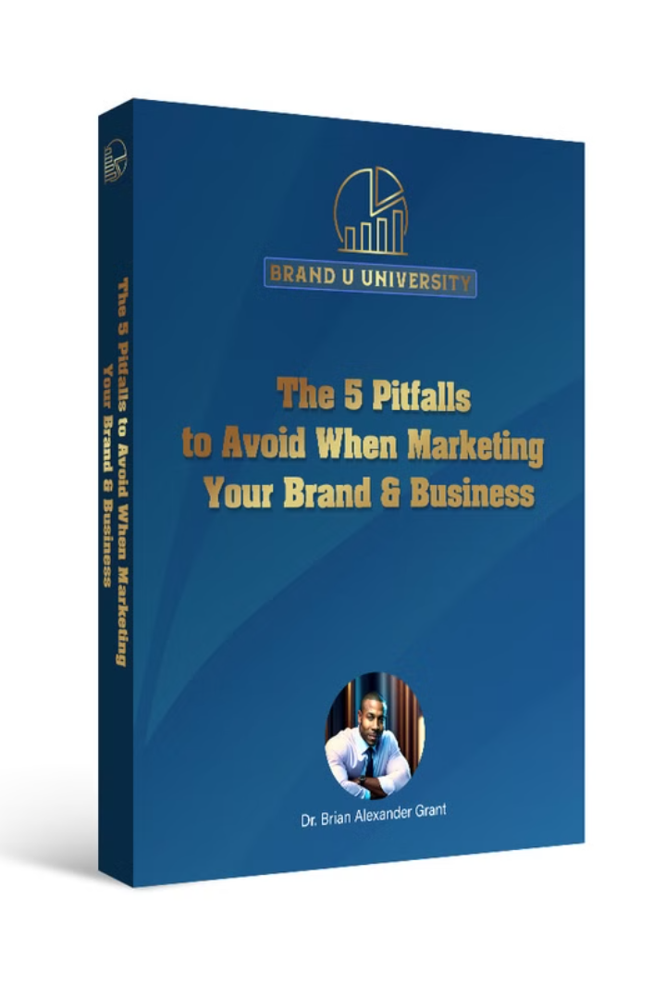 BRAND U UNIVERSITY
The 5 Pitfalls
to Avoid When Marketing
Your Brand & Business
Dr. Brian Alexander Grant
The 5 Pitfalls to Avoid When Marketing
Your Brand & Business